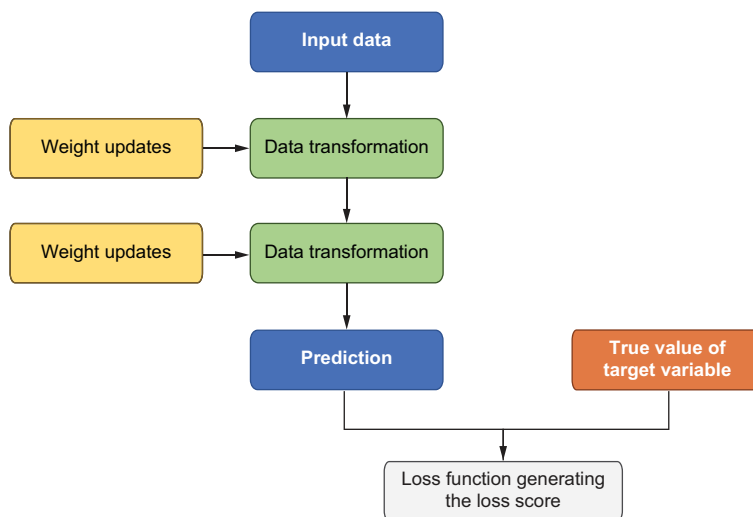 Input data
Weight updates
Data transformation
Weight updates
Data transformation
Prediction
True value of
target variable
Loss function generating
the loss score